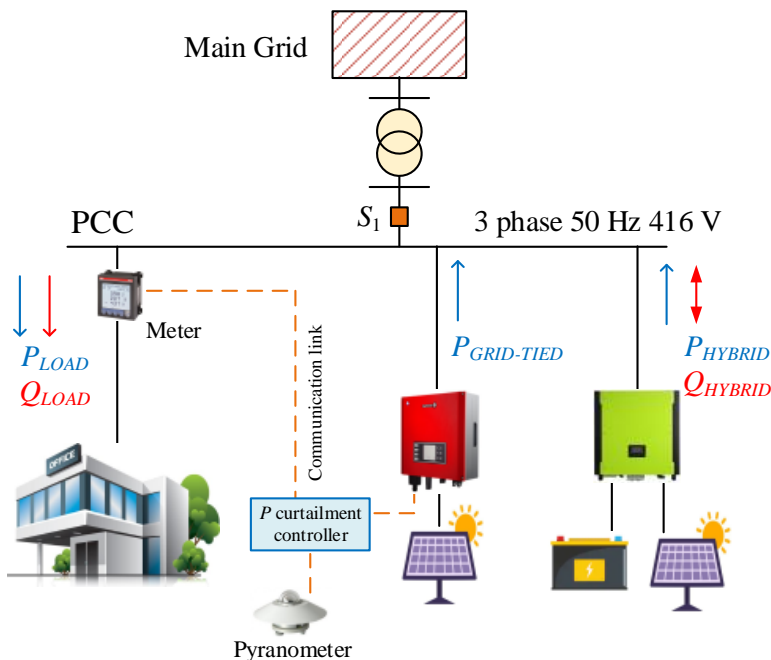 Main Grid
S1
PCC
3 phase 50 Hz 416 V
Meter
PLOAD
QLOAD
Communication link
PGRID-TIED
PHYBRID
QHYBRID
OFFICE
P curtailment
controller
Pyranometer